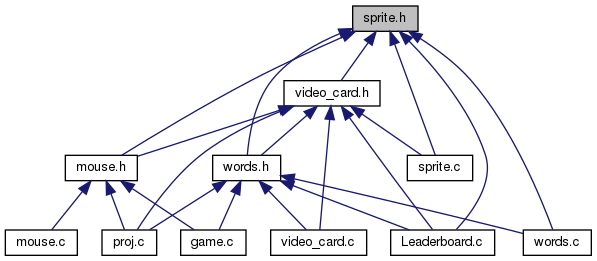 sprite.h
video_card.h
mouse.h
words.h
sprite.c
mouse.c
proj.c
game.c
video_card.c
Leaderboard.c
words.c